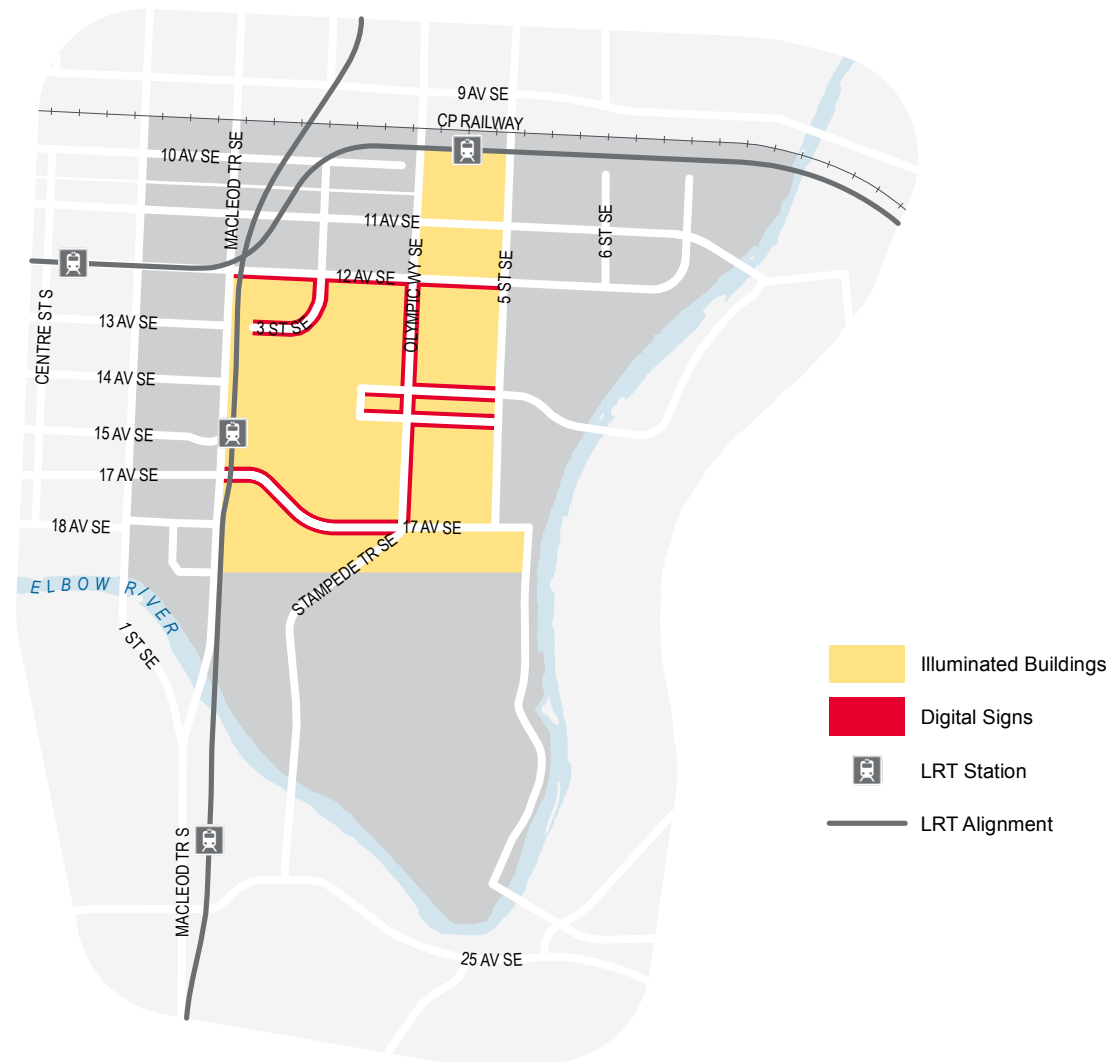 9 AV SE
CP RAILWAY
10 AV SE
MACLEOD TR SE
11 AV SE
6 ST SE
12 AV SE
OLYMPIC WY SE
5 ST SE
CENTRE ST S
13 AV SE
3 ST SE
14 AV SE
15 AV SE
17 AV SE
18 AV SE
17 AV SE
STAMPEDE TR SE
ELBOW RIVER
1 ST SE
MACLEOD TR S
25 AV SE
Illuminated Buildings
Digital Signs
LRT Station
LRT Alignment